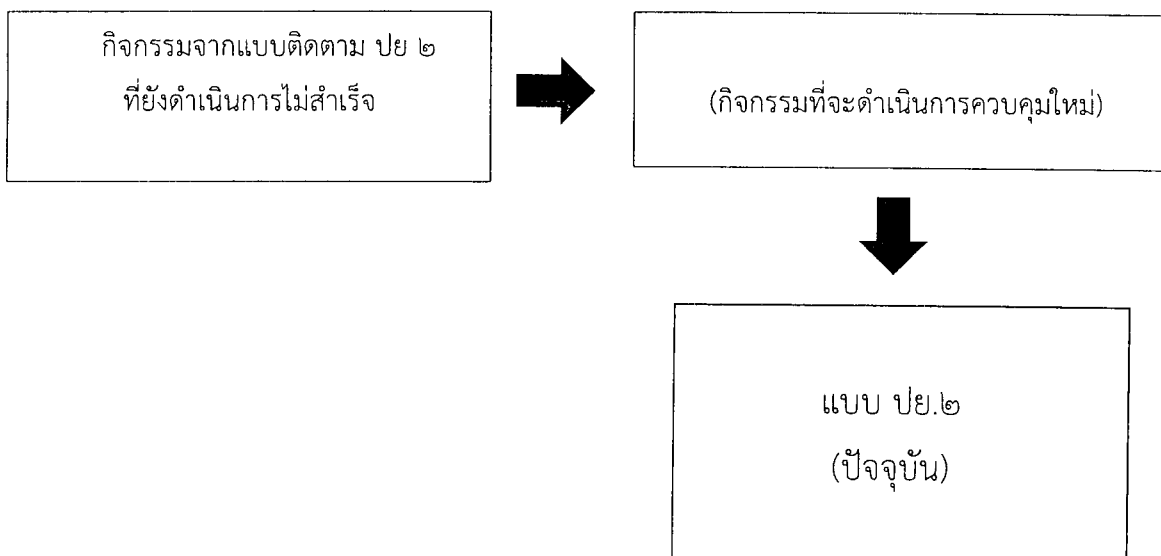 กิจกรรมจากแบบติดตาม ปย ๒
ที่ยังดำเนินการไม่สำเร็จ
(กิจกรรมที่จะดำเนินการควบคุมใหม่)
แบบ ปย.๒
(ปัจจุบัน)